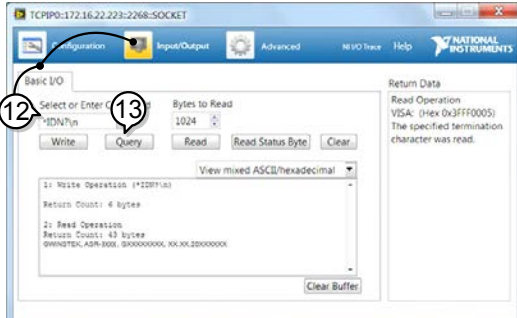 TCPIP0::172.16.22.223::2268::SOCKET
Configuration Input/Output Advanced NI I/O Trace Help NATIONAL INSTRUMENTS
Basic I/O
Return Data
12
13
Select or Enter Bytes to Read
*IDN?\n 1024
Write Query Read Read Status Byte Clear
View mixed ASCII/hexadecimal
1: Write Operation (*IDN?\n)
Return Count: 6 bytes
2: Read Operation
Return Count: 43 bytes
Clear Buffer
Read Operation
VISA: (Hex 0x3FFF0005)
The specified termination
character was read.